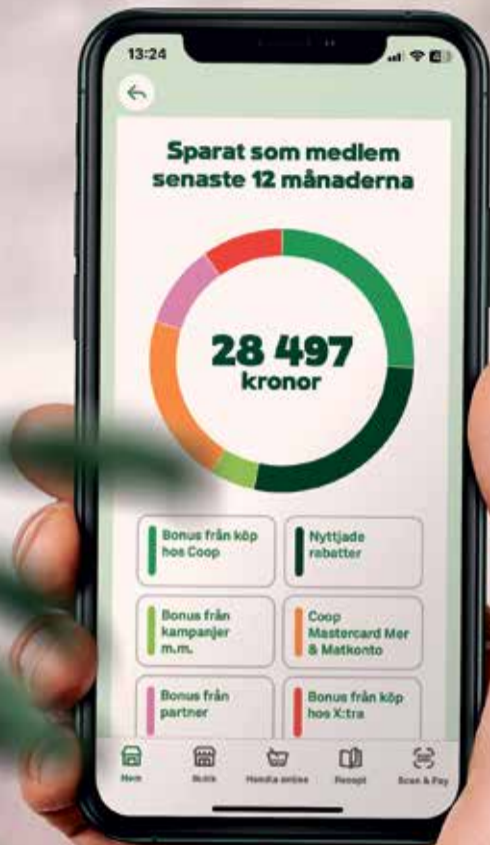 13:24
Sparat som medlem
senaste 12 månaderna
28 497
kronor
Bonus från köp
hos Coop
Nyttjade
rabatter
Bonus från
kampanjer
m.m.
Coop
Mastercard Mer
& Matkonto
Bonus från
partner
Bonus från köp
hos X:tra
Hem
Butik
Handla online
Recept
Scan & Pay